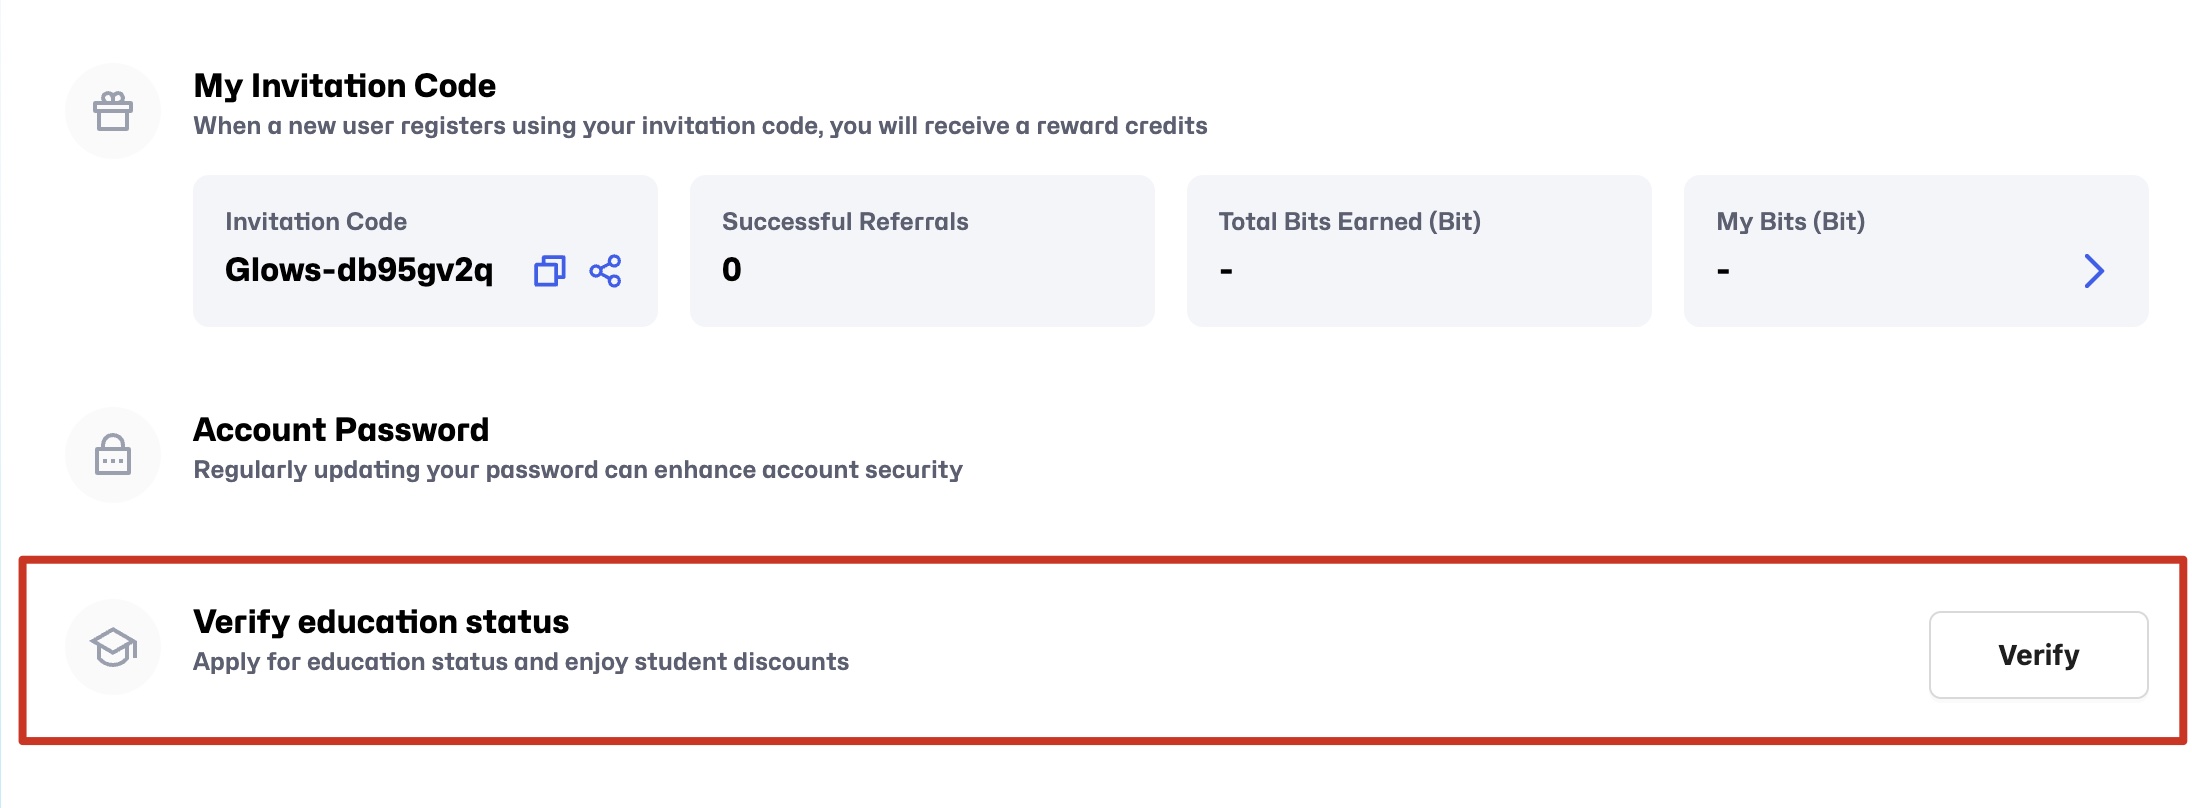 My Invitation Code
When a new user registers using your invitation code, you will receive a reward credits
Invitation Code
Glows-db95gv2q
Successful Referrals
0
Total Bits Earned (Bit)
-
My Bits (Bit)
-
Account Password
Regularly updating your password can enhance account security
Verify education status
Apply for education status and enjoy student discounts
Verify